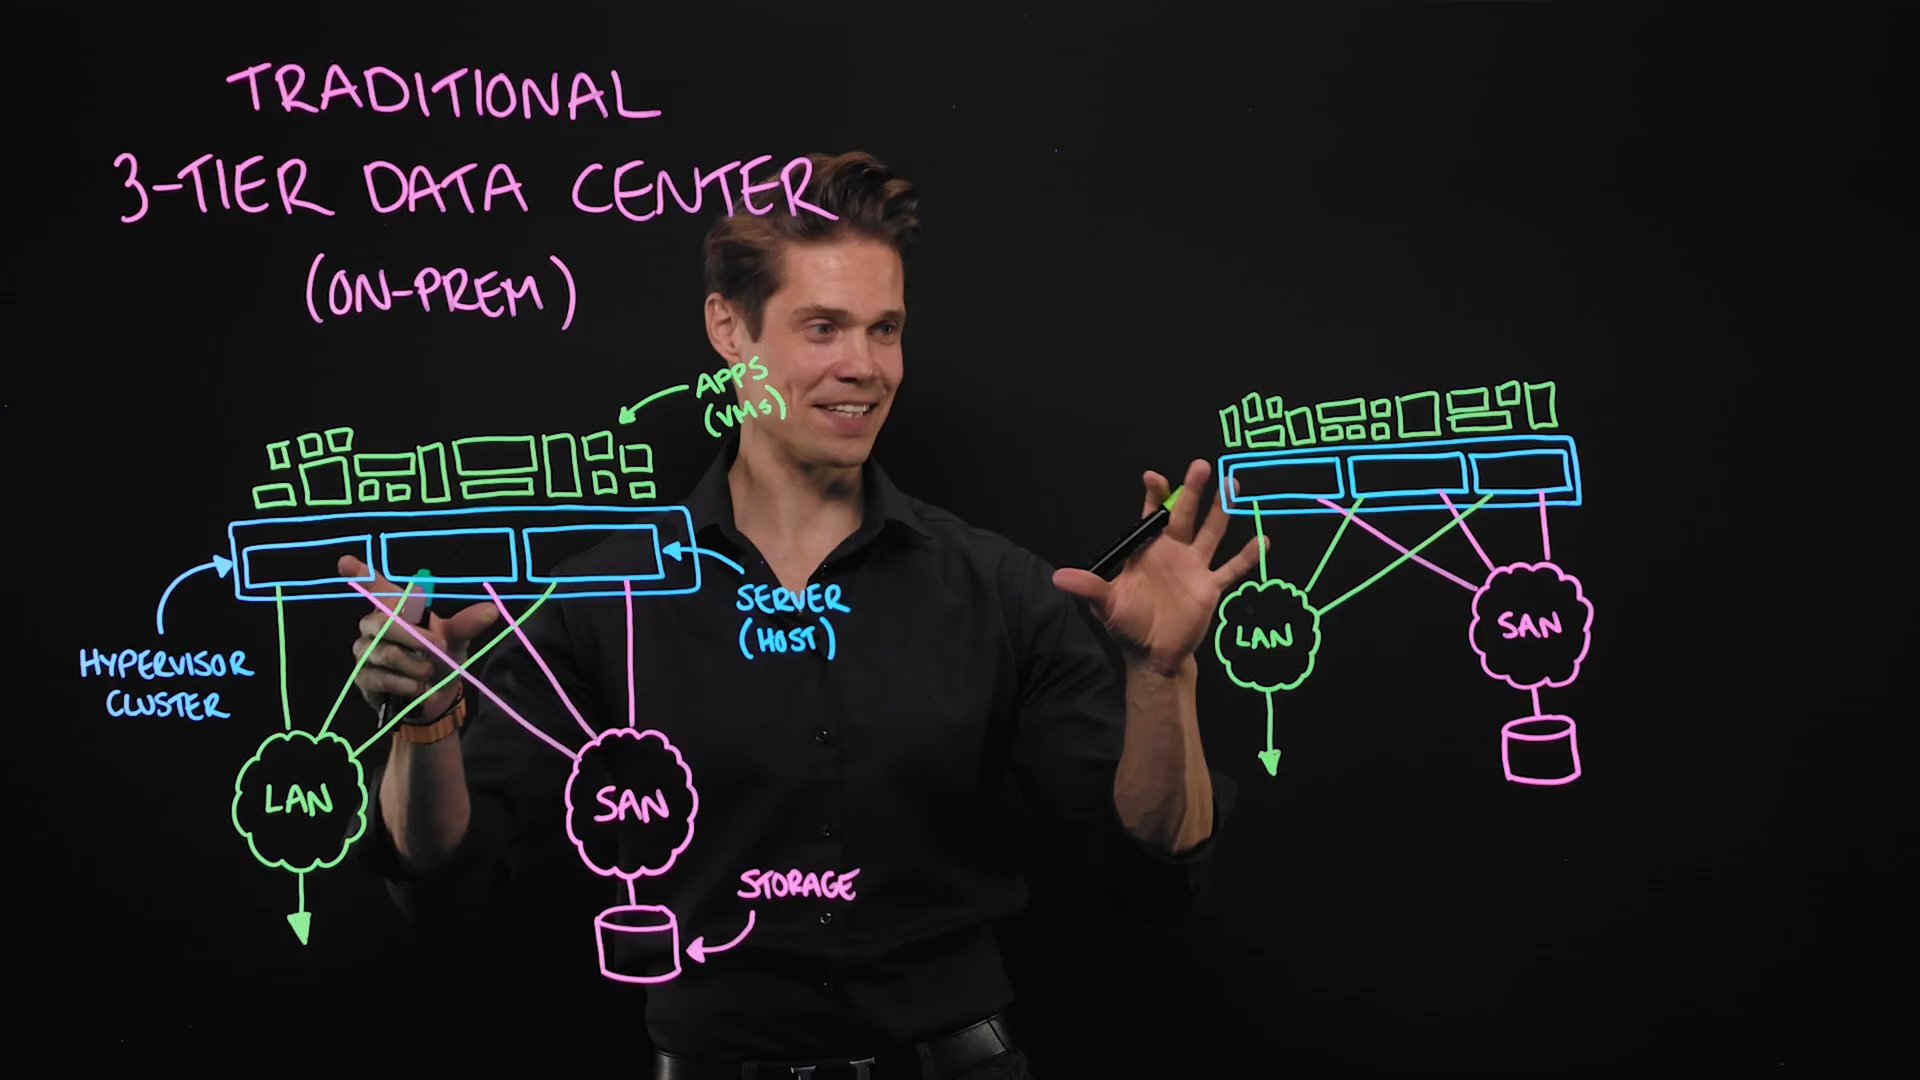 TRADITIONAL
3-TIER DATA CENTER
(ON-PREM)
APPS
(VMs)
SERVER
(HOST)
HYPERVISOR
CLUSTER
LAN
SAN
STORAGE
LAN
SAN